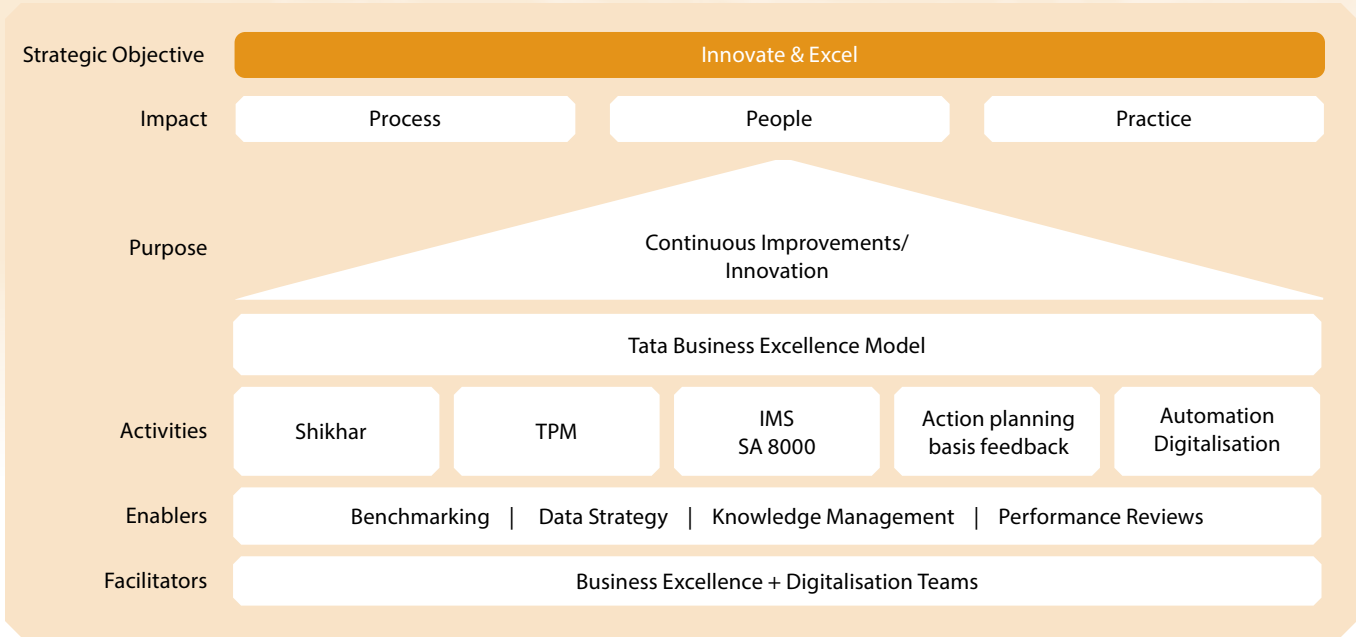 Strategic Objective
Innovate & Excel
Impact
Process
People
Practice
Purpose
Continuous Improvements/
Innovation
Tata Business Excellence Model
Activities
Shikhar
TPM
IMS
SA 8000
Action planning
basis feedback
Automation
Digitalisation
Enablers
Benchmarking | Data Strategy | Knowledge Management | Performance Reviews
Facilitators
Business Excellence + Digitalisation Teams